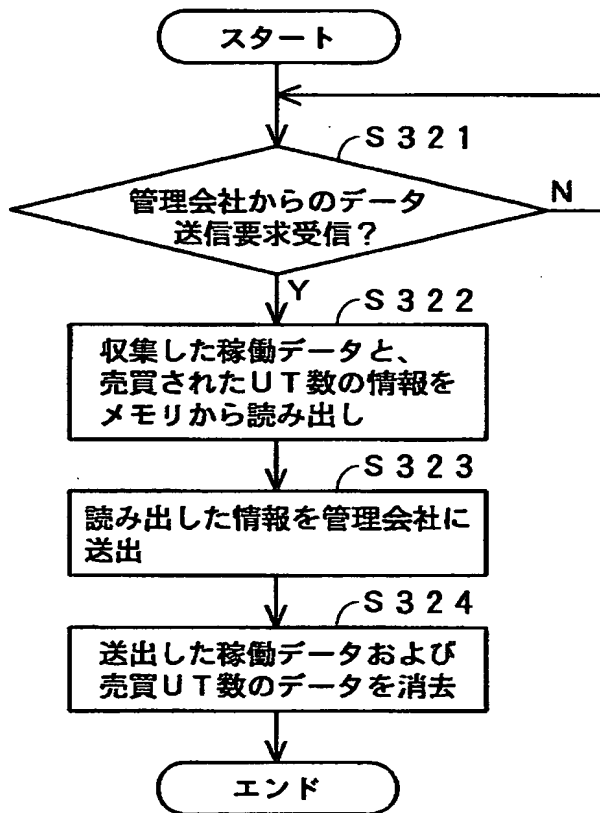 スタート
S321
管理会社からのデータ
送信要求受信?
N
Y
S322
収集した稼働データと、
売買されたUT数の情報を
メモリから読み出し
S323
読み出した情報を管理会社に
送出
S324
送出した稼働データおよび
売買UT数のデータを消去
エンド